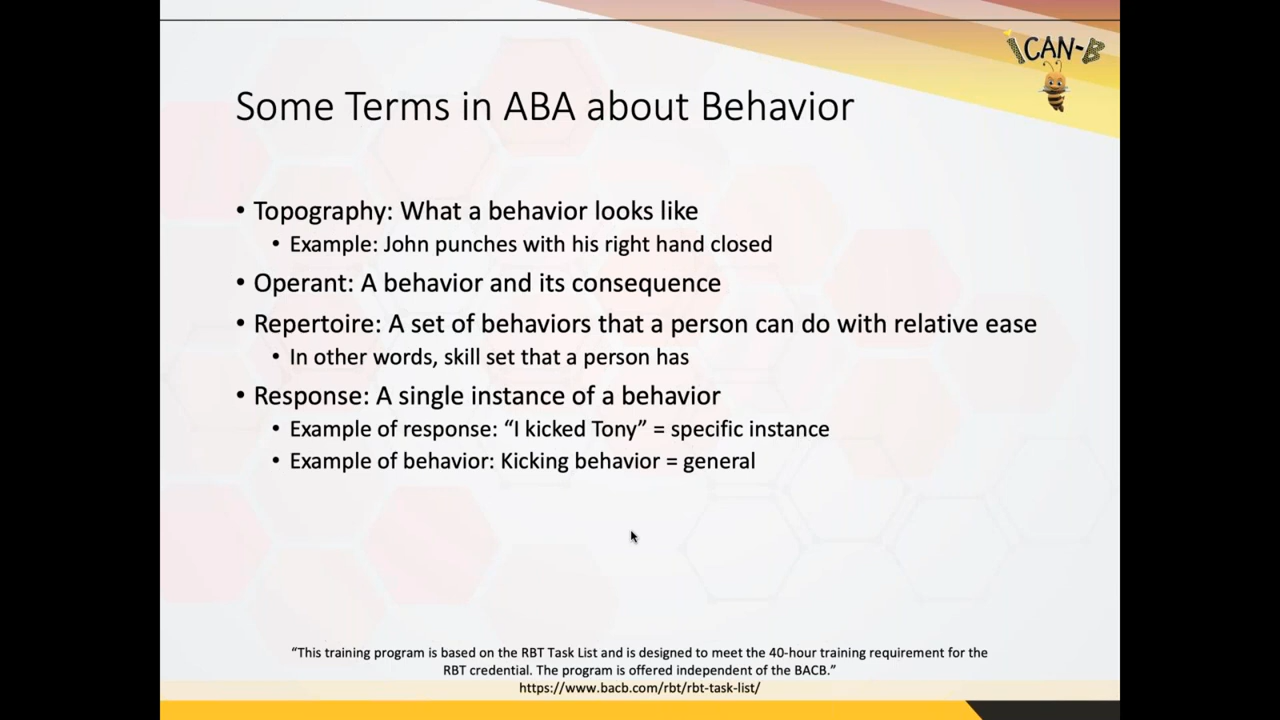 ICAN-B
Some Terms in ABA about Behavior
• Topography: What a behavior looks like
• Example: John punches with his right hand closed
• Operant: A behavior and its consequence
• Repertoire: A set of behaviors that a person can do with relative ease
• In other words, skill set that a person has
• Response: A single instance of a behavior
• Example of response: “I kicked Tony” = specific instance
• Example of behavior: Kicking behavior = general
“This training program is based on the RBT Task List and is designed to meet the 40-hour training requirement for the
RBT credential. The program is offered independent of the BACB.”
https://www.bacb.com/rbt/rbt-task-list/